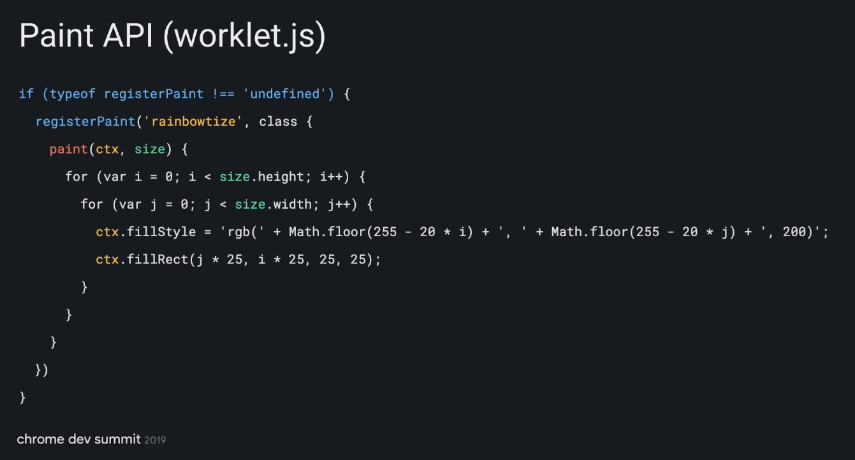 Paint API (worklet.js)
if (typeof registerPaint !== 'undefined') {
registerPaint('rainbowtize', class {
paint(ctx, size) {
for (var i = 0; i < size.height; i++) {
for (var j = 0; j < size.width; j++) {
ctx.fillStyle = 'rgb(' + Math.floor(255 - 20 * i) + ', ' + Math.floor(255 - 20 * j) + ', 200)';
ctx.fillRect(j * 25, i * 25, 25, 25);
}
}
}
})
}
chrome dev summit 2019